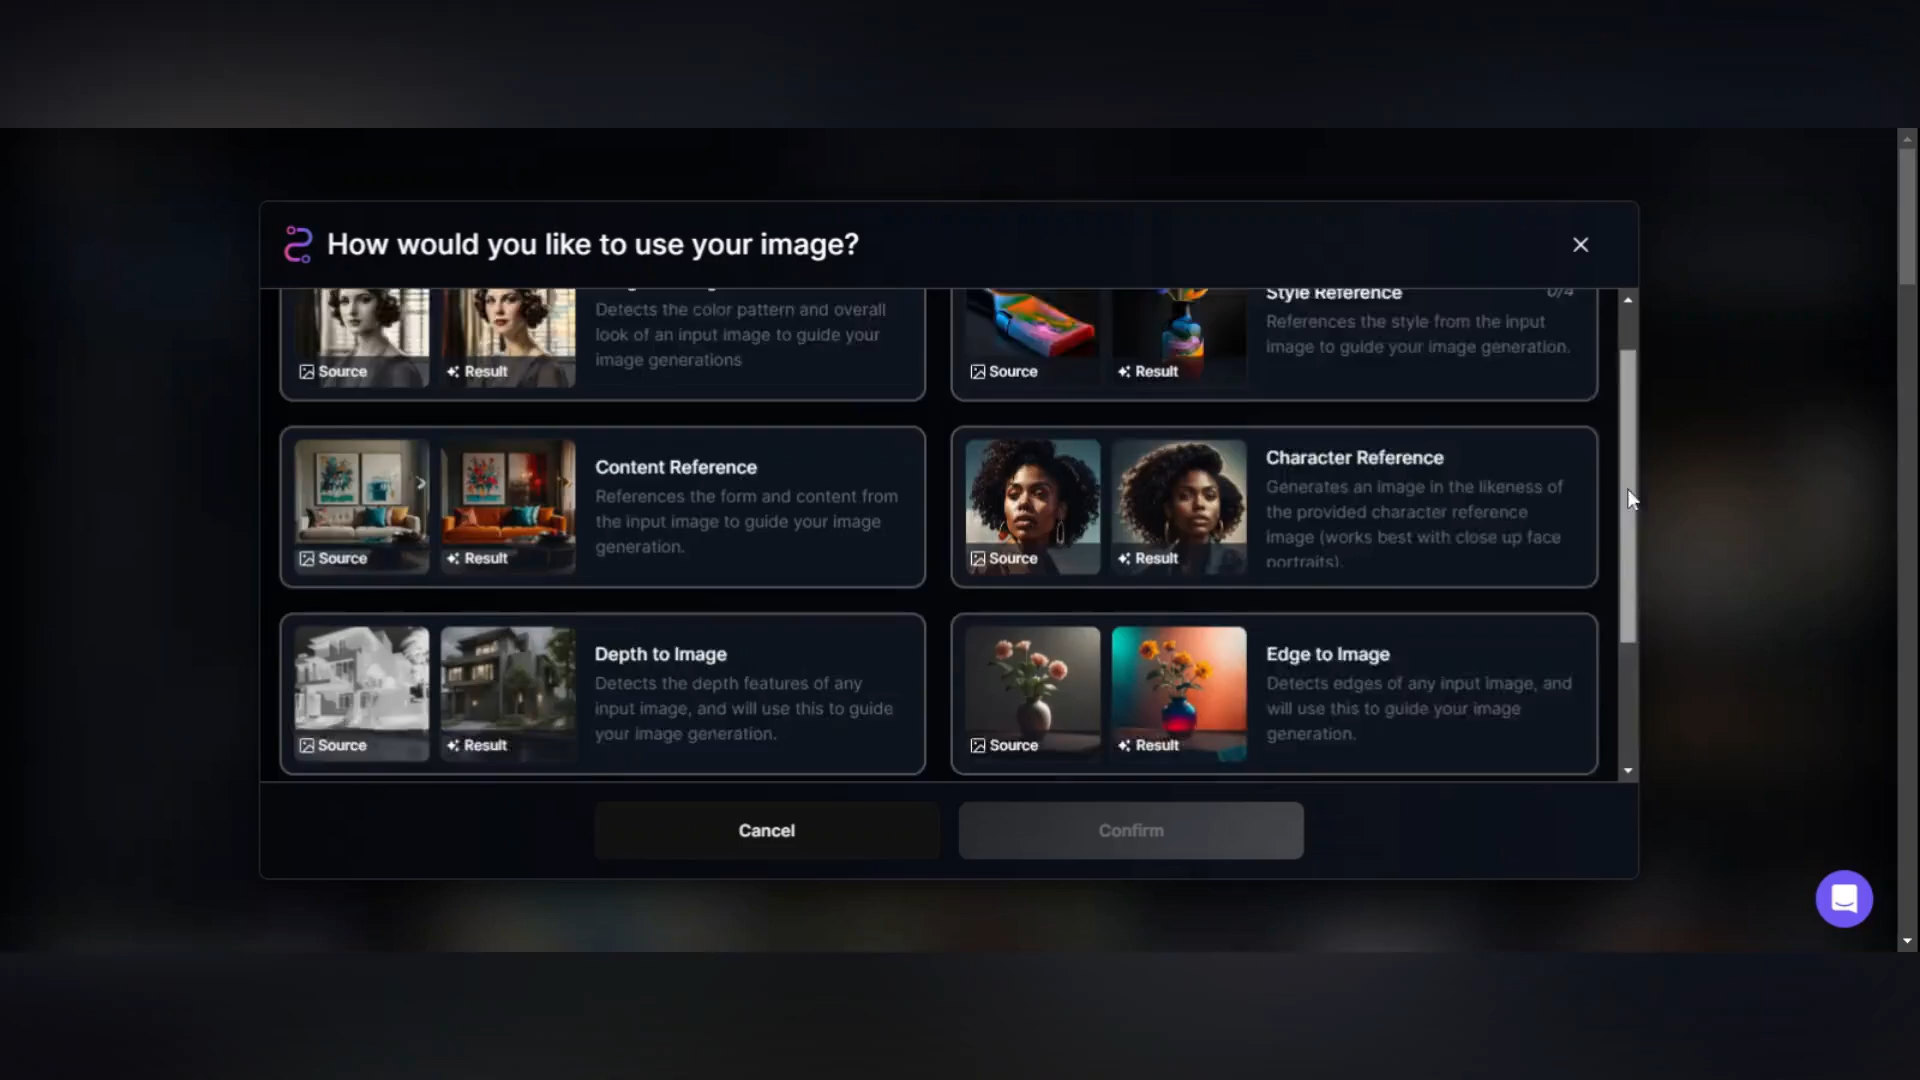 How would you like to use your image?
Detects the color pattern and overall
look of an input image to guide your
image generations
Source
Result
Style Reference
0/4
References the style from the input
image to guide your image generation.
Source
Result
Content Reference
References the form and content from
the input image to guide your image
generation.
Source
Result
Character Reference
Generates an image in the likeness of
the provided character reference
image (works best with close up face
portraits).
Source
Result
Depth to Image
Detects the depth features of any
input image, and will use this to guide
your image generation.
Source
Result
Edge to Image
Detects edges of any input image, and
will use this to guide your image
generation.
Source
Result
Cancel
Confirm